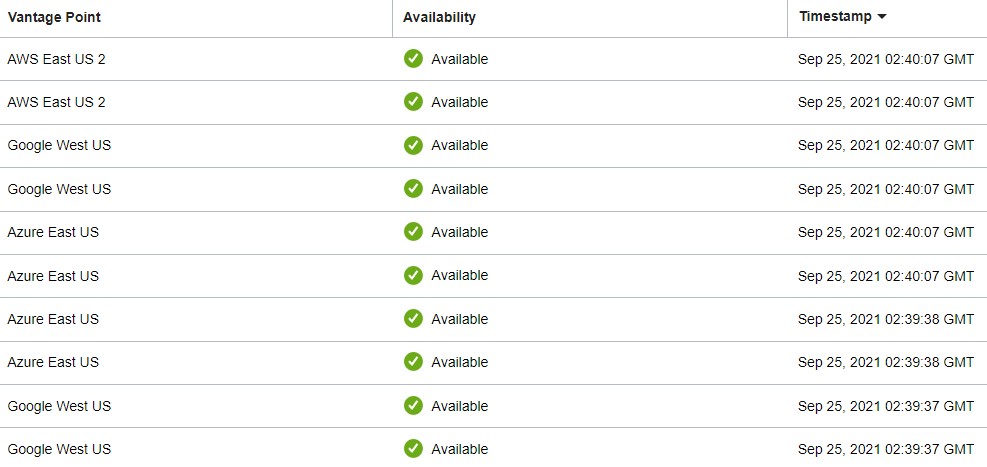 Vantage Point Availability Timestamp
AWS East US 2 Available Sep 25, 2021 02:40:07 GMT
AWS East US 2 Available Sep 25, 2021 02:40:07 GMT
Google West US Available Sep 25, 2021 02:40:07 GMT
Google West US Available Sep 25, 2021 02:40:07 GMT
Azure East US Available Sep 25, 2021 02:40:07 GMT
Azure East US Available Sep 25, 2021 02:40:07 GMT
Azure East US Available Sep 25, 2021 02:39:38 GMT
Azure East US Available Sep 25, 2021 02:39:38 GMT
Google West US Available Sep 25, 2021 02:39:37 GMT
Google West US Available Sep 25, 2021 02:39:37 GMT